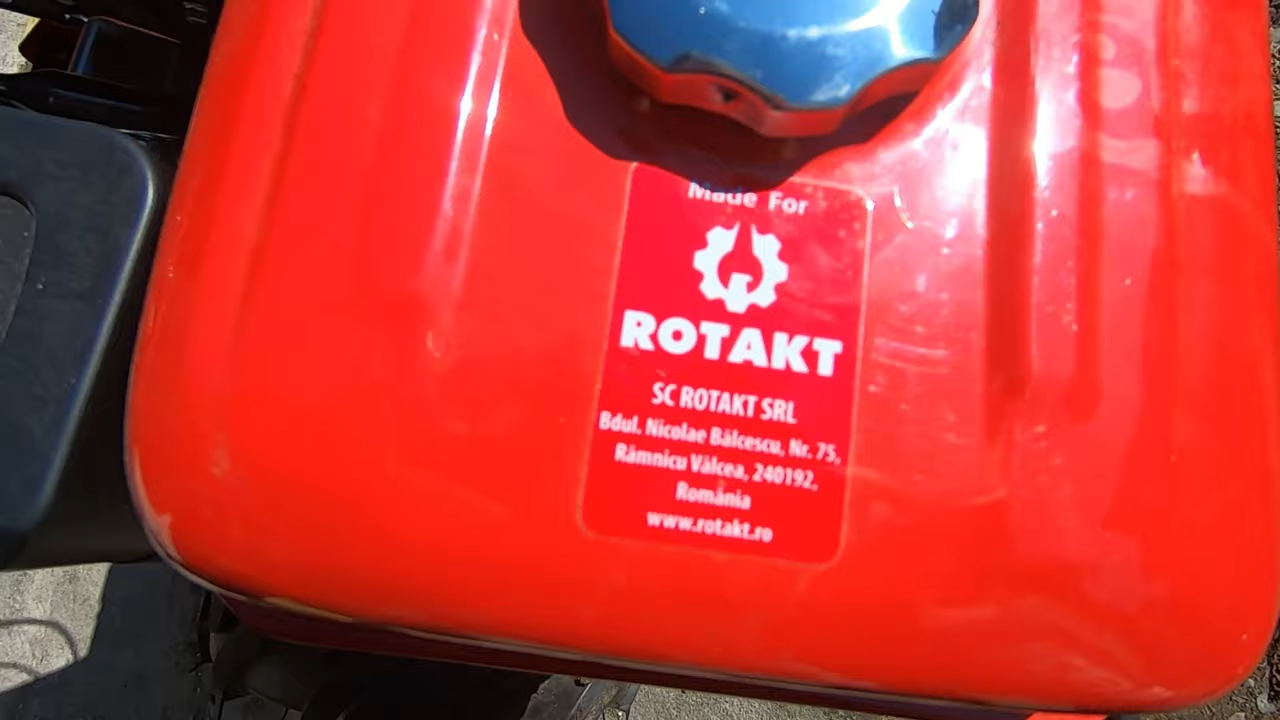 Made For
ROTAKT
SC ROTAKT SRL
Bdul. Nicolae Bălcescu, Nr. 75,
Râmnicu Vâlcea, 240192,
România
www.rotakt.ro